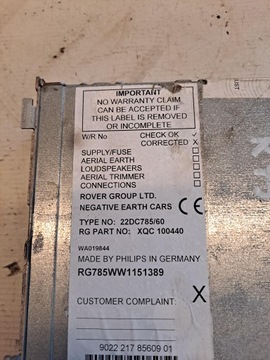 IMPORTANT
NO WARRANTY CLAIM
CAN BE ACCEPTED IF
THIS LABEL IS REMOVED
OR INCOMPLETE
W/R No CHECK OK ✓
CORRECTED X
SUPPLY/FUSE
AERIAL EARTH
LOUDSPEAKERS
AERIAL TRIMMER
CONNECTIONS
ROVER GROUP LTD.
NEGATIVE EARTH CARS CE
TYPE NO: 22DC785/60
RG PART NO: XQC 100440
WA019844
MADE BY PHILIPS IN GERMANY
RG785WW1151389
X
CUSTOMER COMPLAINT:
9022 217 85609 01